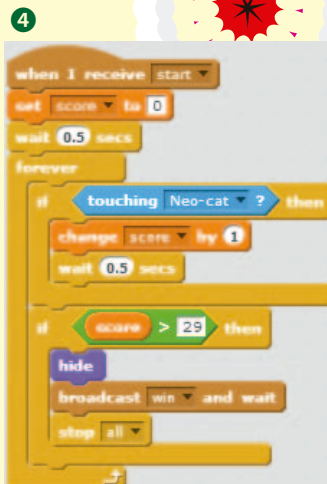 4
when I receive start
set score to 0
wait 0.5 secs
forever
if touching Neo-cat ? then
change score by 1
wait 0.5 secs
if score > 29 then
hide
broadcast win and wait
stop all